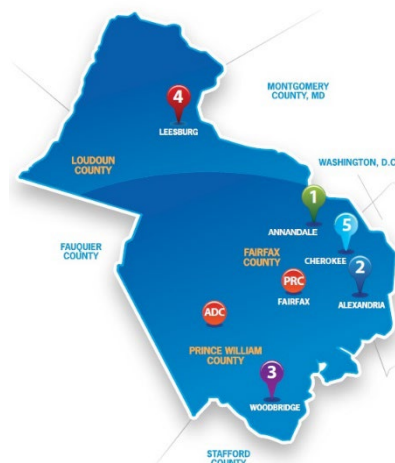 MONTGOMERY
COUNTY, MD
4
LEESBURG
LOUDOUN
COUNTY
WASHINGTON, D.C
1
ANNANDALE
5
CHEROKEE
FAUQUIER
COUNTY
FAIRFAX
COUNTY
2
ALEXANDRIA
PRC
FAIRFAX
ADC
PRINCE WILLIAM
COUNTY
3
WOODBRIDGE
STAFFORD
COUNTY